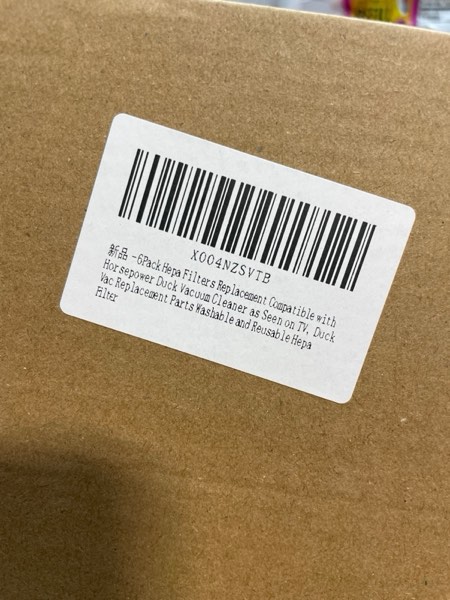 X004NZSVTB
新品 -6Pack Hepa Filters Replacement Compatible with
Horsepower Duck Vacuum Cleaner as Seen on TV, Duck
Vac Replacement Parts Washable and Reusable Hepa
Filter